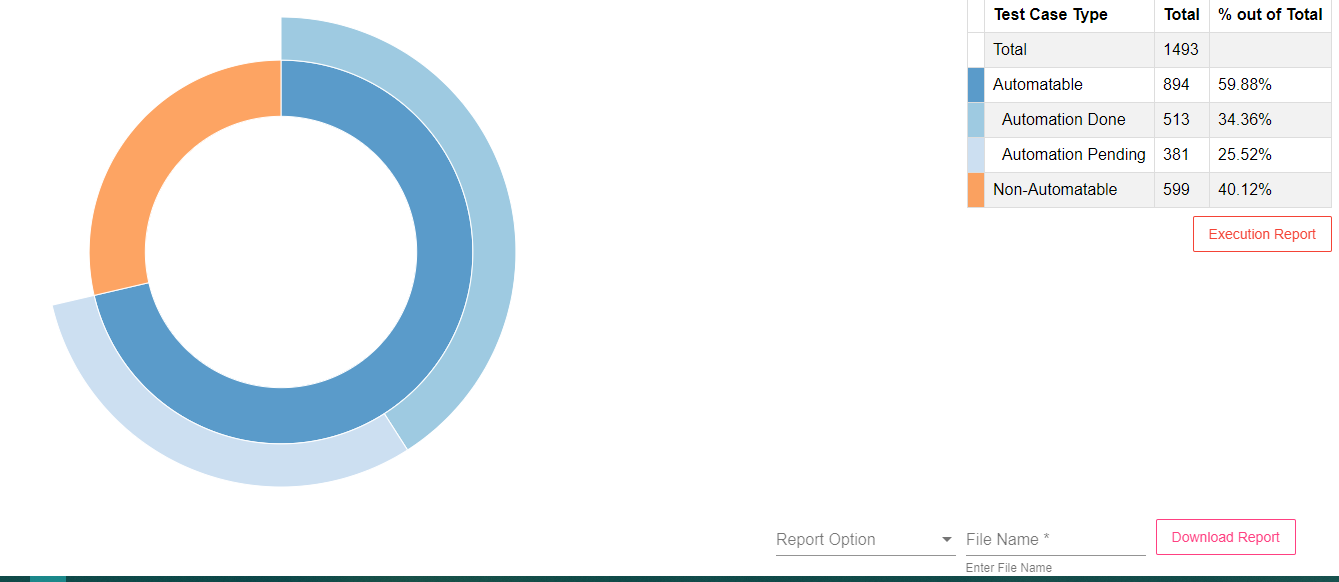 Test Case Type Total % out of Total
Total 1493
Automatable 894 59.88%
Automation Done 513 34.36%
Automation Pending 381 25.52%
Non-Automatable 599 40.12%
Execution Report
Report Option File Name * Download Report
Enter File Name